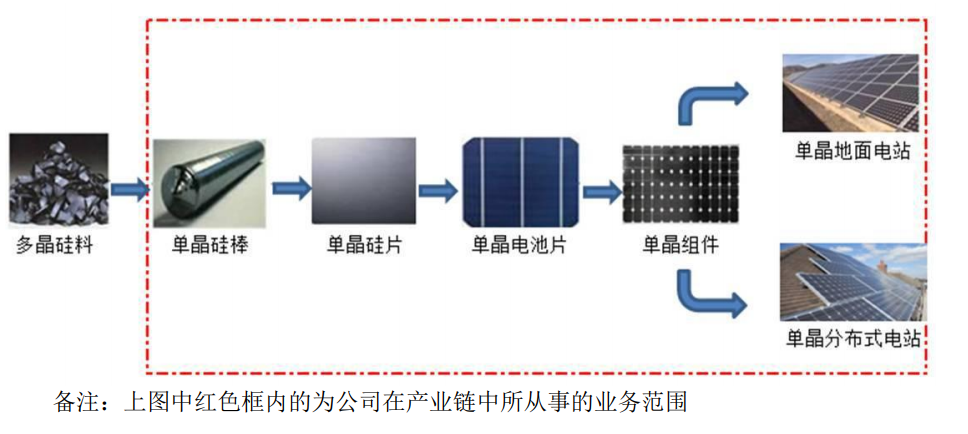 单晶地面电站
多晶硅料
单晶硅棒
单晶硅片
单晶电池片
单晶组件
单晶分布式电站
备注：上图中红色框内的为公司在产业链中所从事的业务范围